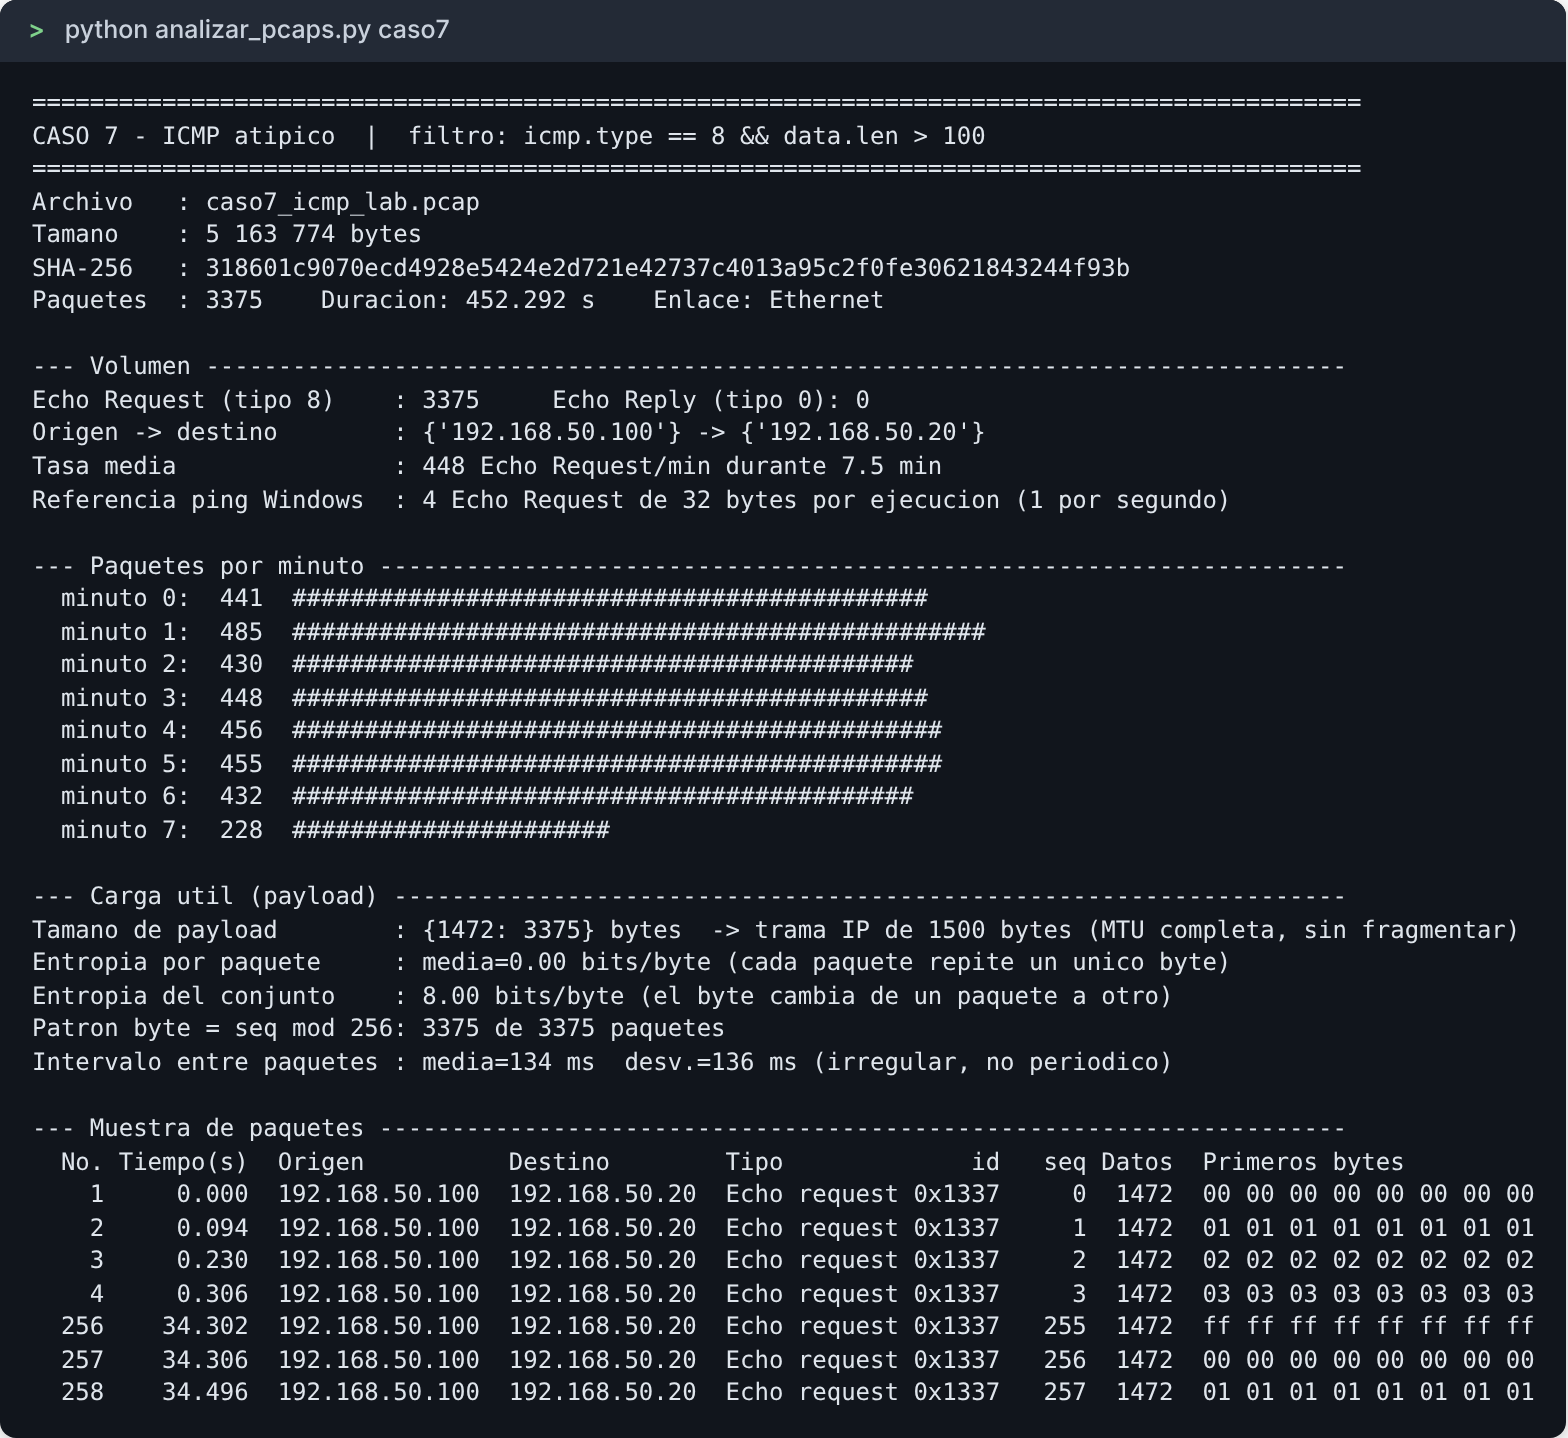 > python analizar_pcaps.py caso7
============================================================================================
CASO 7 - ICMP atipico  |  filtro: icmp.type == 8 && data.len > 100
============================================================================================
Archivo   : caso7_icmp_lab.pcap
Tamano    : 5 163 774 bytes
SHA-256   : 318601c9070ecd4928e5424e2d721e42737c4013a95c2f0fe30621843244f93b
Paquetes  : 3375    Duracion: 452.292 s    Enlace: Ethernet
--- Volumen -------------------------------------------------------------------------------
Echo Request (tipo 8)    : 3375     Echo Reply (tipo 0): 0
Origen -> destino        : {'192.168.50.100'} -> {'192.168.50.20'}
Tasa media               : 448 Echo Request/min durante 7.5 min
Referencia ping Windows  : 4 Echo Request de 32 bytes por ejecucion (1 por segundo)
--- Paquetes por minuto -------------------------------------------------------------------
  minuto 0:  441  ############################################
  minuto 1:  485  ################################################
  minuto 2:  430  ###########################################
  minuto 3:  448  ############################################
  minuto 4:  456  #############################################
  minuto 5:  455  #############################################
  minuto 6:  432  ###########################################
  minuto 7:  228  ######################
--- Carga util (payload) ------------------------------------------------------------------
Tamano de payload        : {1472: 3375} bytes  -> trama IP de 1500 bytes (MTU completa, sin fragmentar)
Entropia por paquete     : media=0.00 bits/byte (cada paquete repite un unico byte)
Entropia del conjunto    : 8.00 bits/byte (el byte cambia de un paquete a otro)
Patron byte = seq mod 256: 3375 de 3375 paquetes
Intervalo entre paquetes : media=134 ms  desv.=136 ms (irregular, no periodico)
--- Muestra de paquetes -------------------------------------------------------------------
  No. Tiempo(s)  Origen          Destino        Tipo             id   seq Datos  Primeros bytes
    1     0.000  192.168.50.100  192.168.50.20  Echo request 0x1337     0  1472  00 00 00 00 00 00 00 00
    2     0.094  192.168.50.100  192.168.50.20  Echo request 0x1337     1  1472  01 01 01 01 01 01 01 01
    3     0.230  192.168.50.100  192.168.50.20  Echo request 0x1337     2  1472  02 02 02 02 02 02 02 02
    4     0.306  192.168.50.100  192.168.50.20  Echo request 0x1337     3  1472  03 03 03 03 03 03 03 03
  256    34.302  192.168.50.100  192.168.50.20  Echo request 0x1337   255  1472  ff ff ff ff ff ff ff ff
  257    34.306  192.168.50.100  192.168.50.20  Echo request 0x1337   256  1472  00 00 00 00 00 00 00 00
  258    34.496  192.168.50.100  192.168.50.20  Echo request 0x1337   257  1472  01 01 01 01 01 01 01 01